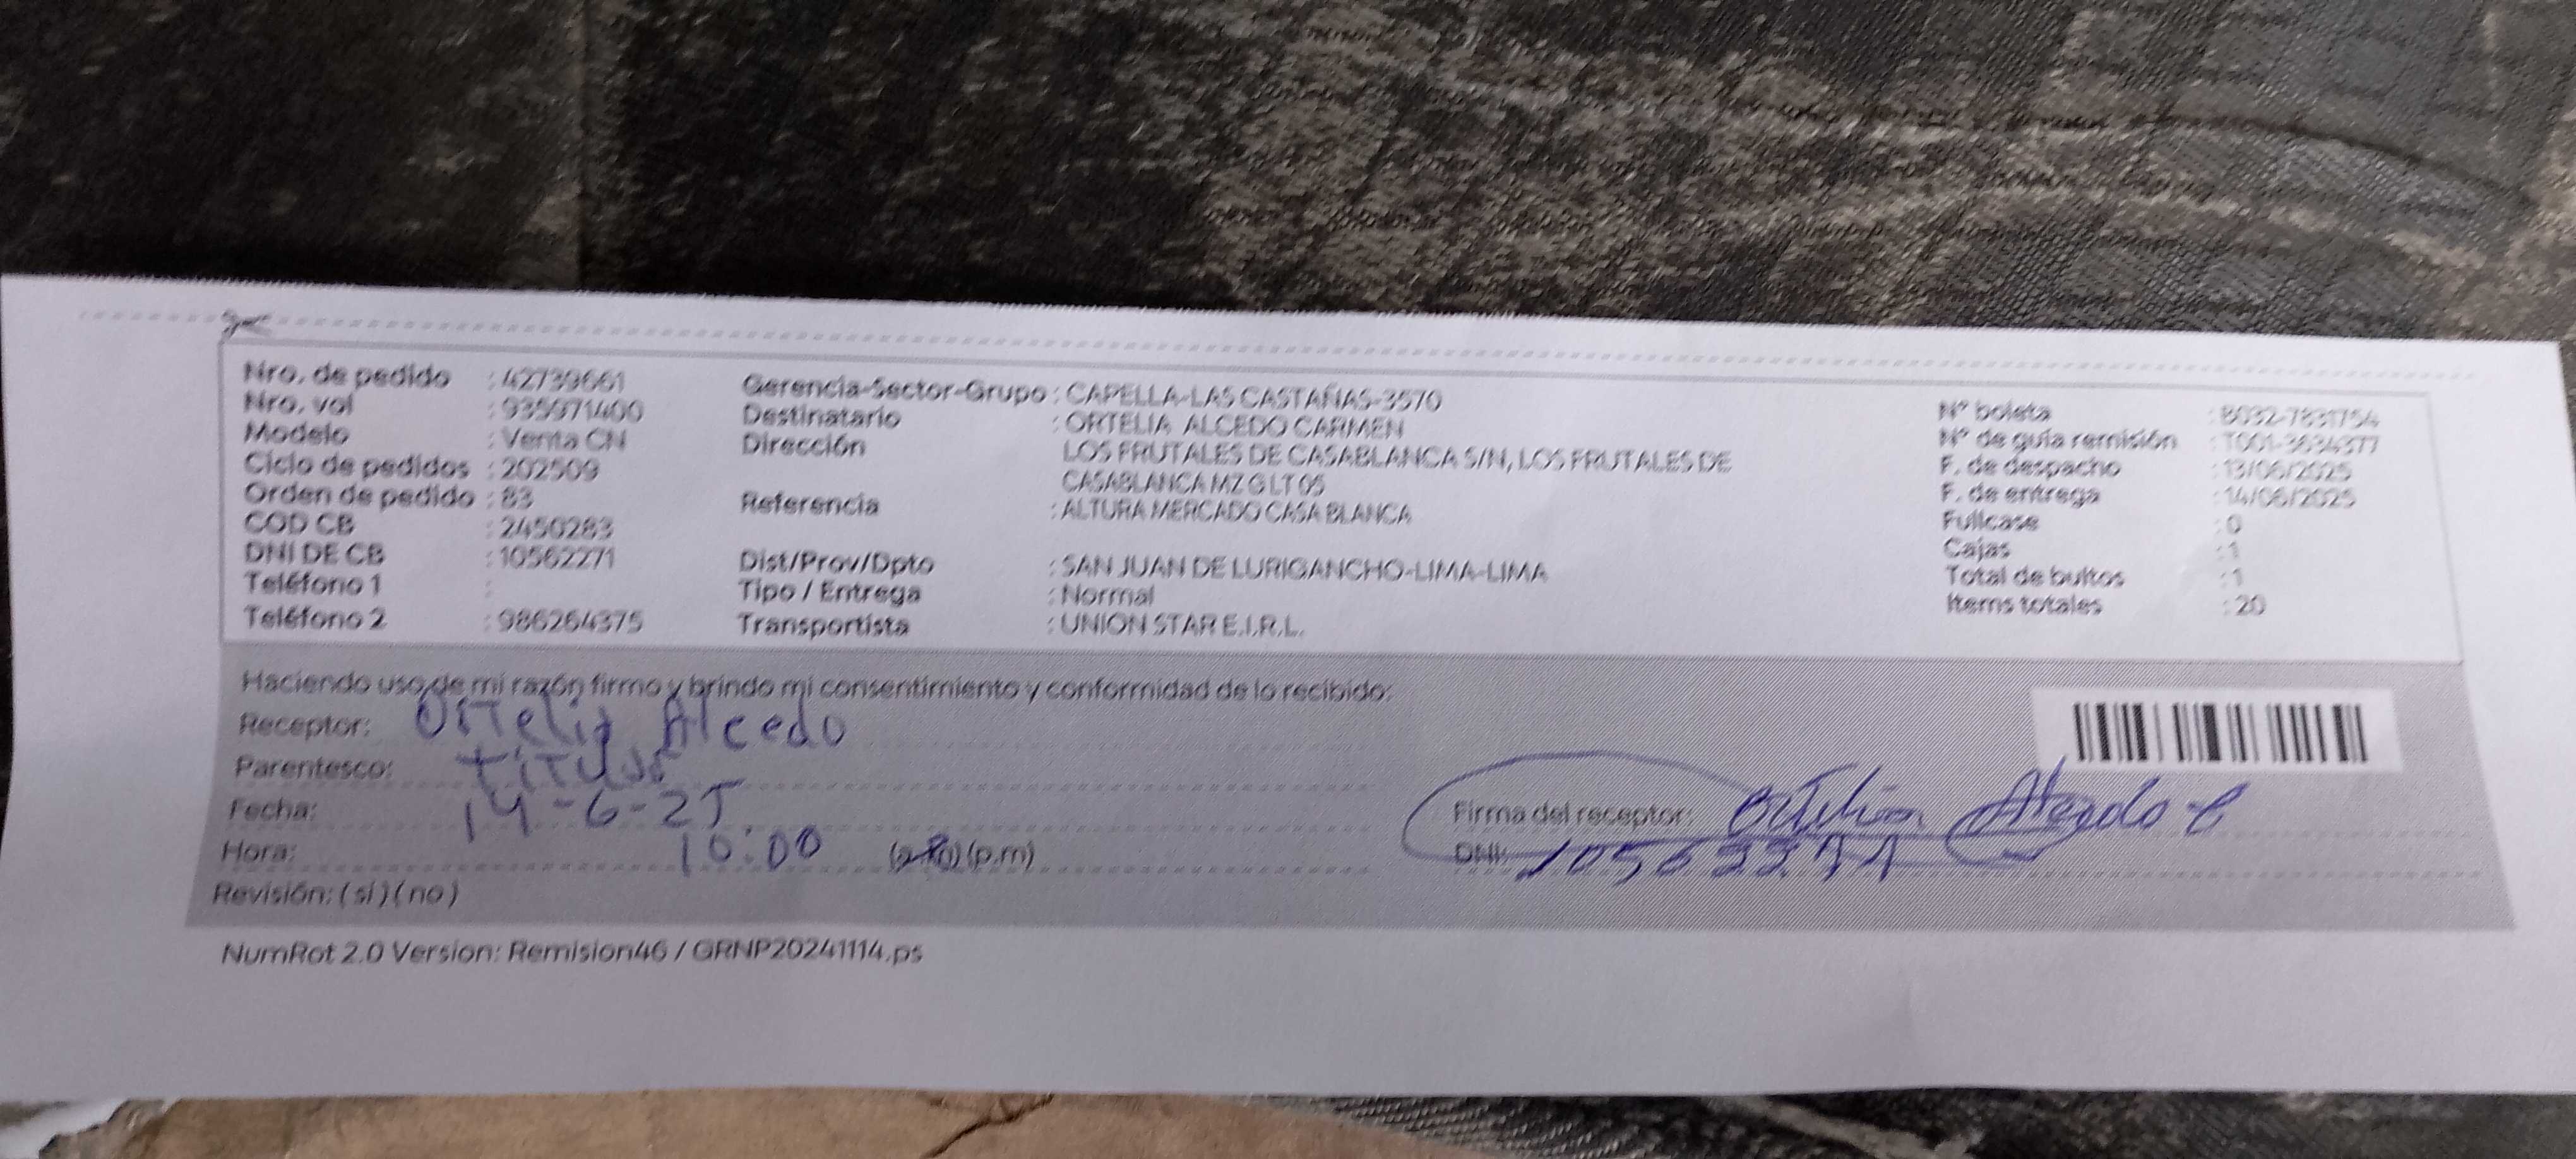 Nro. de pedido : 42739661
Nro. vol : 935971400
Modelo : Venta CN
Ciclo de pedidos : 202509
Orden de pedido : 83
COD CB : 2450283
DNI DE CB : 10562271
Teléfono 1 :
Teléfono 2 : 986264375
Gerencia-Sector-Grupo : CAPELLA-LAS CASTAÑAS-3570
Destinatario : ORTELIA ALCEDO CARMEN
Dirección LOS FRUTALES DE CASABLANCA S/N, LOS FRUTALES DE
CASABLANCA MZ G LT 05
Referencia : ALTURA MERCADO CASA BLANCA
Dist/Prov/Dpto : SAN JUAN DE LURIGANCHO-LIMA-LIMA
Tipo / Entrega : Normal
Transportista : UNION STAR E.I.R.L.
N° boleta : B032-7831754
N° de guía remisión : T001-3634377
F. de despacho : 13/06/2025
F. de entrega : 14/06/2025
Fullcase : 0
Cajas : 1
Total de bultos : 1
Items totales : 20
Haciendo uso de mi razón firmo y brindo mi consentimiento y conformidad de lo recibido:
Receptor: Ortelia Alcedo
Parentesco: titular
Fecha: 14-6-25
Hora: 10:00 (a.m) (p.m)
Revisión: (si) (no)
Firma del receptor: Ortelia Alcedo C
DNI:
NumRot 2.0 Version: Remision46 / GRNP20241114.ps